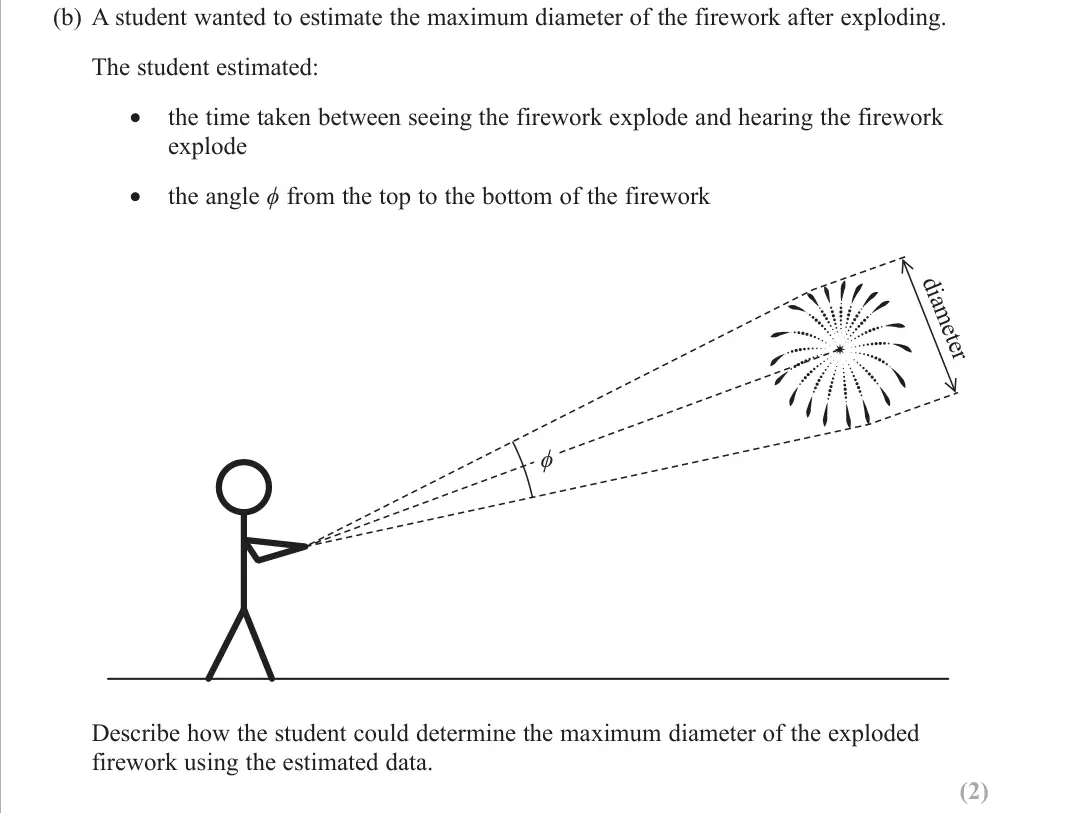 (b) A student wanted to estimate the maximum diameter of the firework after exploding.
The student estimated:
• the time taken between seeing the firework explode and hearing the firework
explode
• the angle ϕ from the top to the bottom of the firework
diameter
ϕ
Describe how the student could determine the maximum diameter of the exploded
firework using the estimated data.
(2)